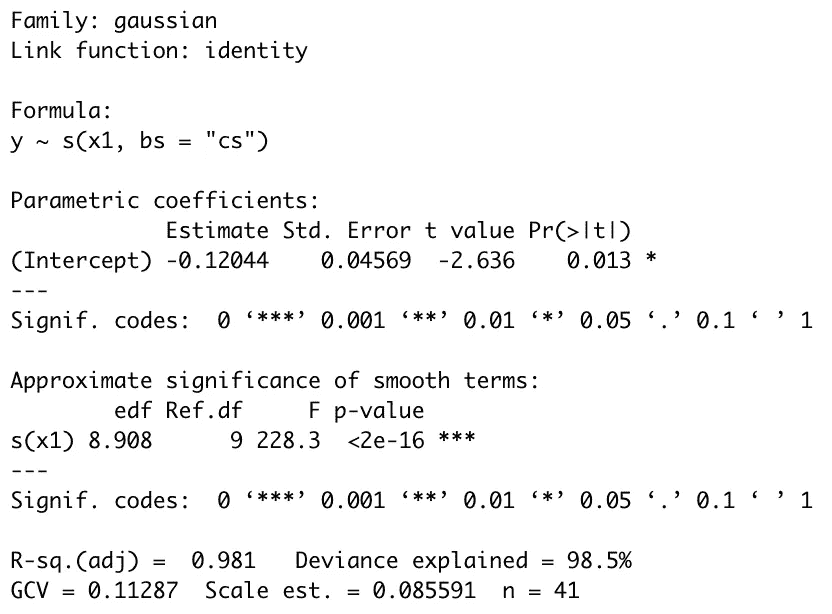 Family: gaussian
Link function: identity
Formula:
y ~ s(x1, bs = "cs")
Parametric coefficients:
Estimate Std. Error t value Pr(>|t|)
(Intercept) -0.12044 0.04569 -2.636 0.013 *
---
Signif. codes: 0 ‘***’ 0.001 ‘**’ 0.01 ‘*’ 0.05 ‘.’ 0.1 ‘ ’ 1
Approximate significance of smooth terms:
edf Ref.df F p-value
s(x1) 8.908 9 228.3 <2e-16 ***
---
Signif. codes: 0 ‘***’ 0.001 ‘**’ 0.01 ‘*’ 0.05 ‘.’ 0.1 ‘ ’ 1
R-sq.(adj) = 0.981 Deviance explained = 98.5%
GCV = 0.11287 Scale est. = 0.085591 n = 41